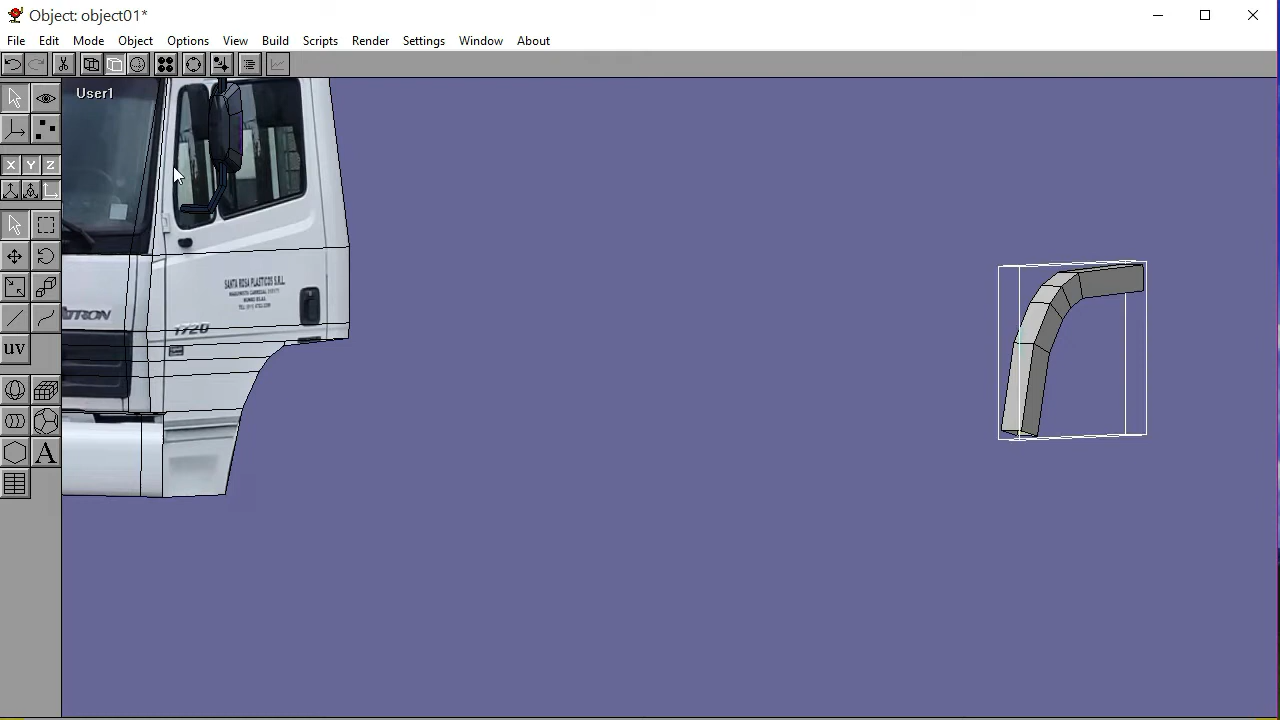 Object: object01*
File Edit Mode Object Options View Build Scripts Render Settings Window About
User1
X Y Z
SANTA ROSA PLASTICOS S.R.L.
ATRON
1720
uv
A